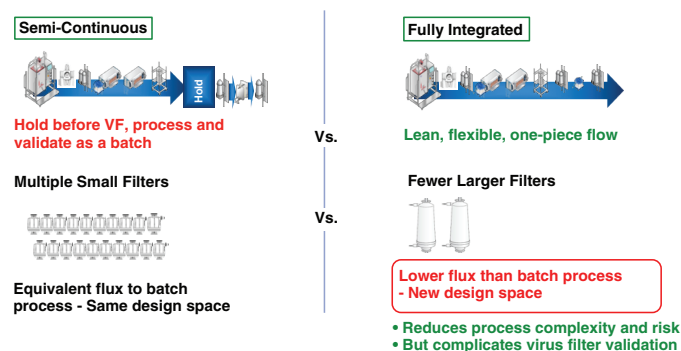 Semi-Continuous
Hold
Hold before VF, process and
validate as a batch
Multiple Small Filters
Equivalent flux to batch
process - Same design space
Vs.
Vs.
Fully Integrated
Lean, flexible, one-piece flow
Fewer Larger Filters
Lower flux than batch process
- New design space
• Reduces process complexity and risk
• But complicates virus filter validation